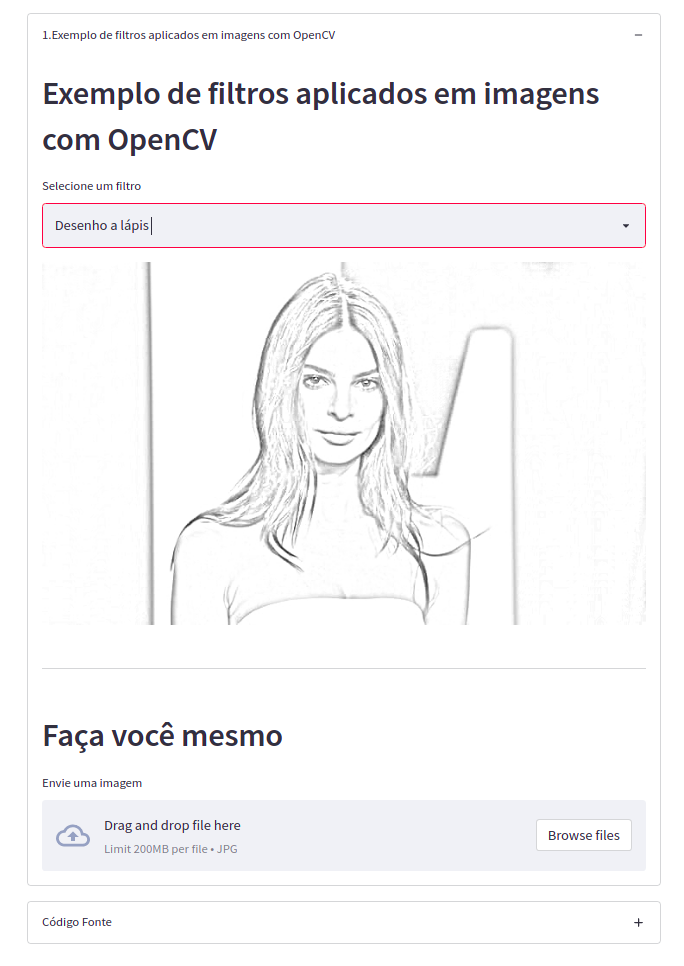 1.Exemplo de filtros aplicados em imagens com OpenCV
Exemplo de filtros aplicados em imagens
com OpenCV
Selecione um filtro
Desenho a lápis
Faça você mesmo
Envie uma imagem
Drag and drop file here
Limit 200MB per file • JPG
Browse files
Código Fonte